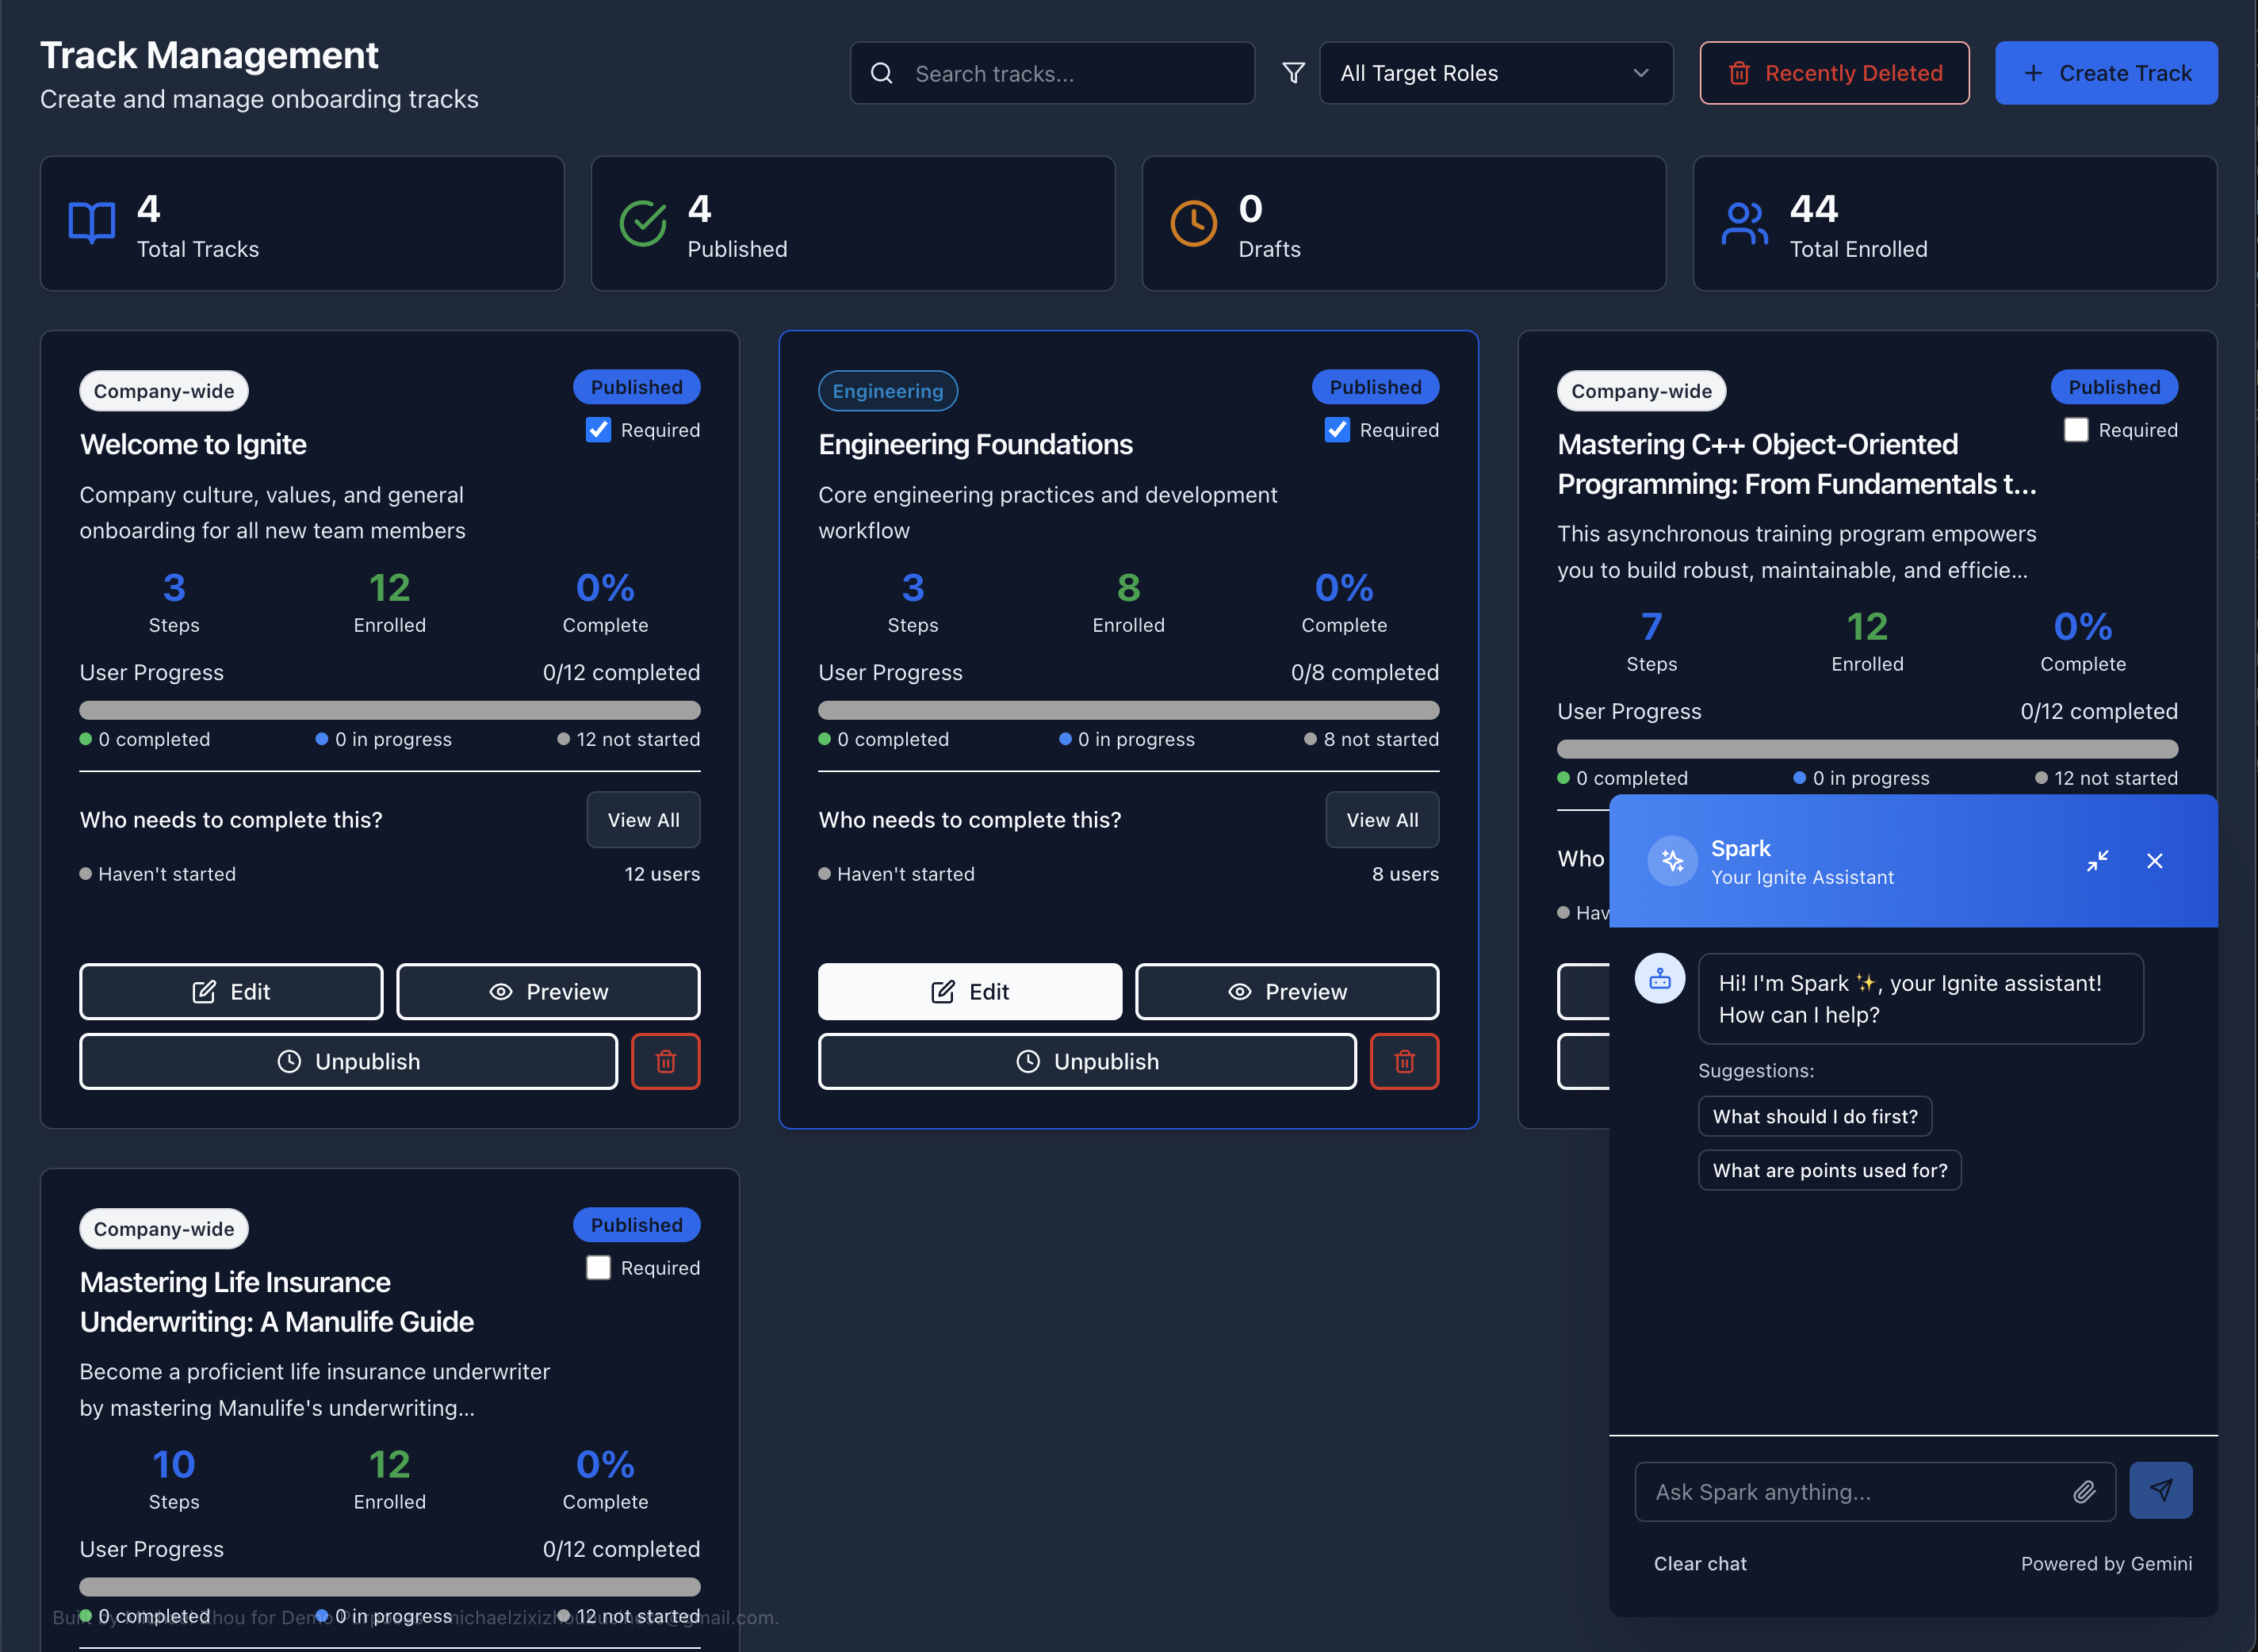 Track Management
Create and manage onboarding tracks
Search tracks...
All Target Roles
Recently Deleted
Create Track
4
Total Tracks
4
Published
0
Drafts
44
Total Enrolled
Company-wide
Published
Required
Welcome to Ignite
Company culture, values, and general
onboarding for all new team members
3
Steps
12
Enrolled
0%
Complete
User Progress
0/12 completed
0 completed
0 in progress
12 not started
Who needs to complete this?
View All
Haven't started
12 users
Edit
Preview
Unpublish
Engineering
Published
Required
Engineering Foundations
Core engineering practices and development
workflow
3
Steps
8
Enrolled
0%
Complete
User Progress
0/8 completed
0 completed
0 in progress
8 not started
Who needs to complete this?
View All
Haven't started
8 users
Edit
Preview
Unpublish
Company-wide
Published
Required
Mastering C++ Object-Oriented
Programming: From Fundamentals t...
This asynchronous training program empowers
you to build robust, maintainable, and efficie...
7
Steps
12
Enrolled
0%
Complete
User Progress
0/12 completed
0 completed
0 in progress
12 not started
Who
Hav
Company-wide
Published
Required
Mastering Life Insurance
Underwriting: A Manulife Guide
Become a proficient life insurance underwriter
by mastering Manulife's underwriting...
10
Steps
12
Enrolled
0%
Complete
User Progress
0/12 completed
0 completed
0 in progress
12 not started
Spark
Your Ignite Assistant
Hi! I'm Spark ✨, your Ignite assistant!
How can I help?
Suggestions:
What should I do first?
What are points used for?
Ask Spark anything...
Clear chat
Powered by Gemini